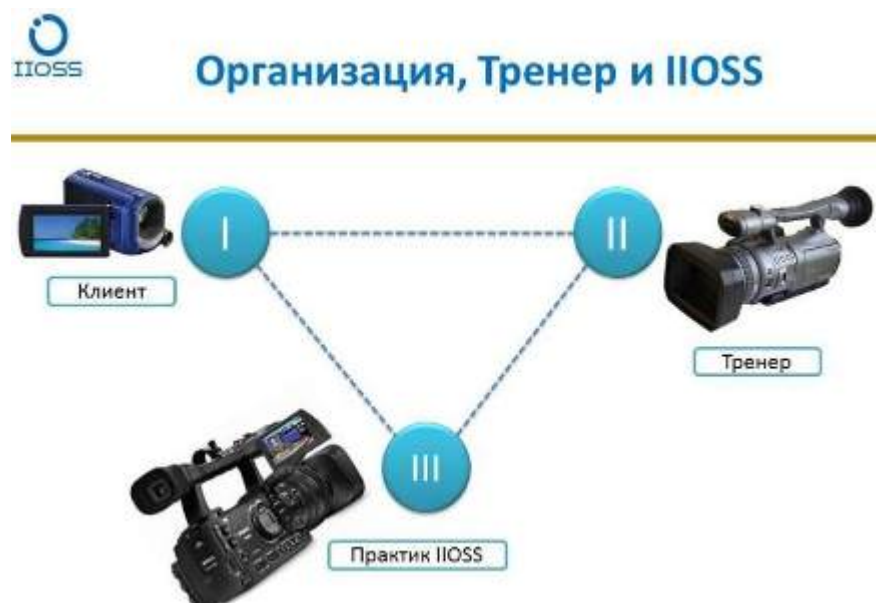 IIOSS
Организация, Тренер и IIOSS
I
II
Клиент
Тренер
III
Практик IIOSS